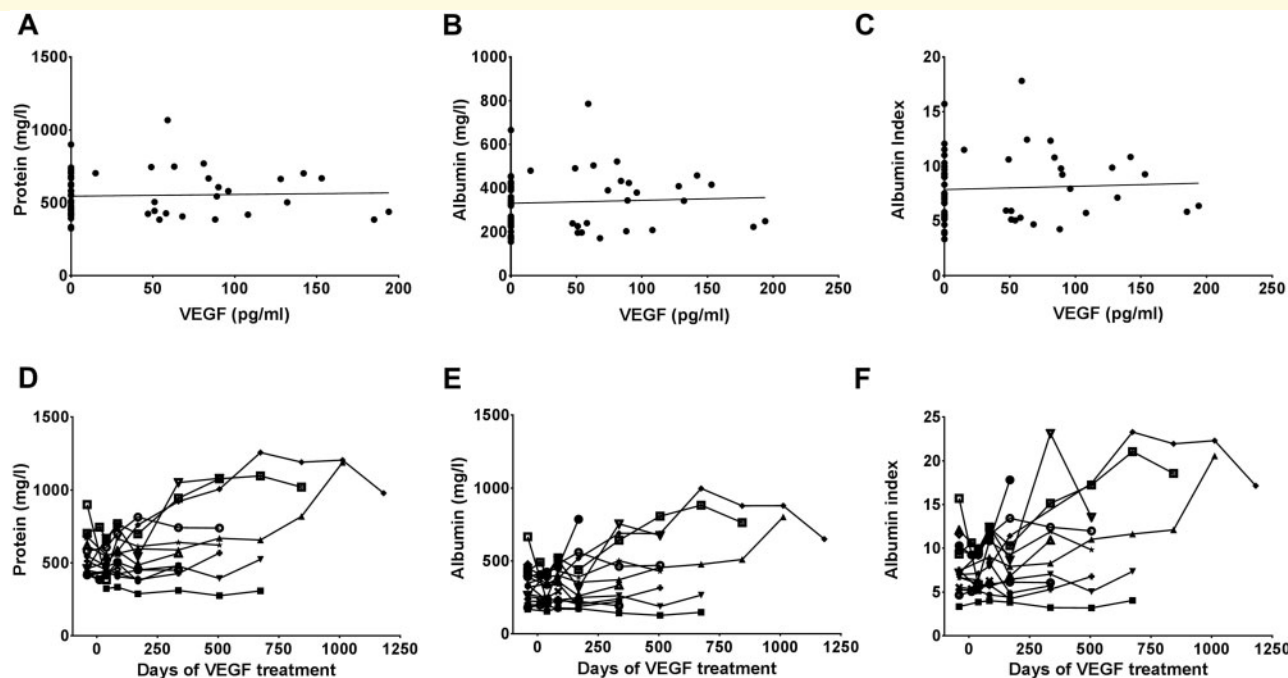 A
Protein (mg/l)
1500
1000
500
0
0 50 100 150 200
VEGF (pg/ml)
B
Albumin (mg/l)
1000
800
600
400
200
0
0 50 100 150 200 250
VEGF (pg/ml)
C
Albumin Index
20
15
10
5
0
0 50 100 150 200 250
VEGF (pg/ml)
D
Protein (mg/l)
1500
1000
500
0
0 250 500 750 1000 1250
Days of VEGF treatment
E
Albumin (mg/l)
1500
1000
500
0
0 250 500 750 1000 1250
Days of VEGF treatment
F
Albumin index
25
20
15
10
5
0
0 250 500 750 1000 1250
Days of VEGF treatment